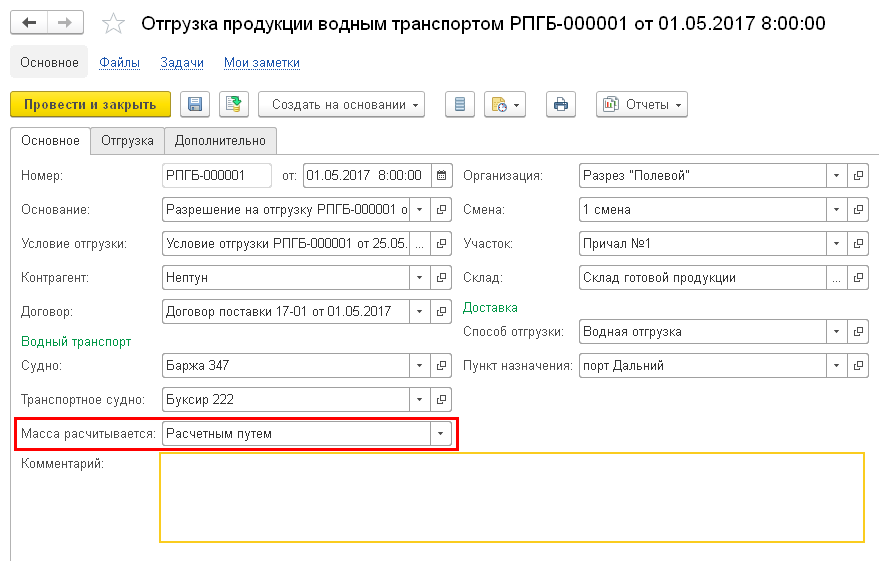 Отгрузка продукции водным транспортом РПГБ-000001 от 01.05.2017 8:00:00
Основное Файлы Задачи Мои заметки
Провести и закрыть Создать на основании Отчеты
Основное Отгрузка Дополнительно
Номер: РПГБ-000001 от: 01.05.2017 8:00:00 Организация: Разрез "Полевой"
Основание: Разрешение на отгрузку РПГБ-000001 о Смена: 1 смена
Условие отгрузки: Условие отгрузки РПГБ-000001 от 25.05. ... Участок: Причал №1
Контрагент: Нептун Склад: Склад готовой продукции ...
Договор: Договор поставки 17-01 от 01.05.2017 Доставка
Способ отгрузки: Водная отгрузка
Водный транспорт
Судно: Баржа 347 Пункт назначения: порт Дальний
Транспортное судно: Буксир 222
Масса расчитывается: Расчетным путем
Комментарий: